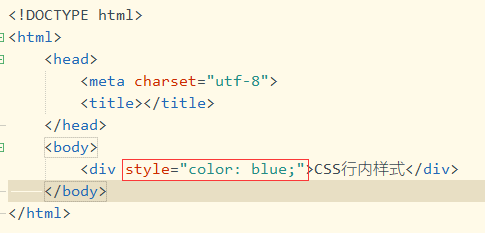 <!DOCTYPE html>
<html>
<head>
<meta charset="utf-8">
<title></title>
</head>
<body>
<div style="color: blue;">CSS行内样式</div>
</body>
</html>